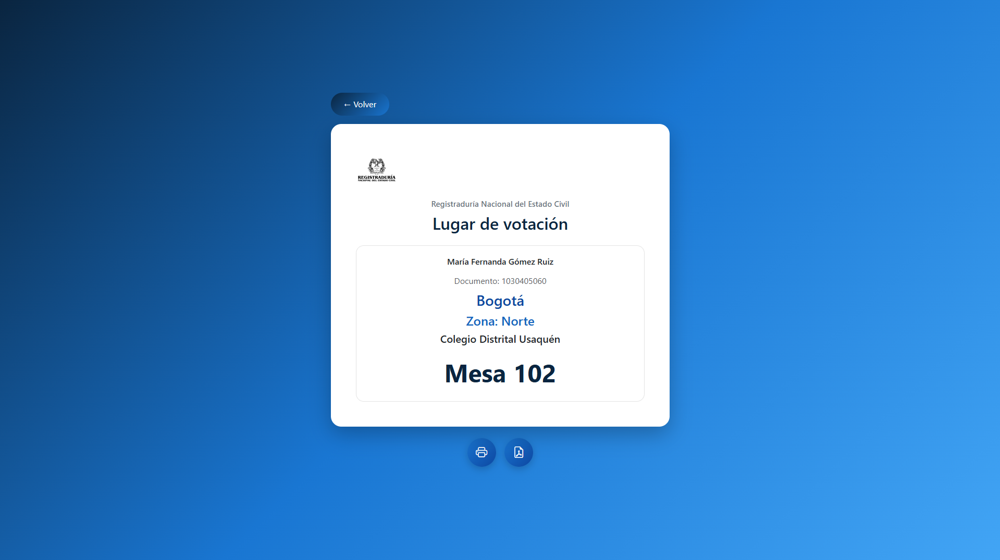 ← Volver
REGISTRADURÍA
NACIONAL DEL ESTADO CIVIL
Registraduría Nacional del Estado Civil
Lugar de votación
María Fernanda Gómez Ruiz
Documento: 1030405060
Bogotá
Zona: Norte
Colegio Distrital Usaquén
Mesa 102